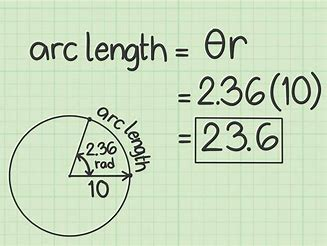 arc length = θr
= 2.36(10)
= 23.6
arc length
2.36
rad
10